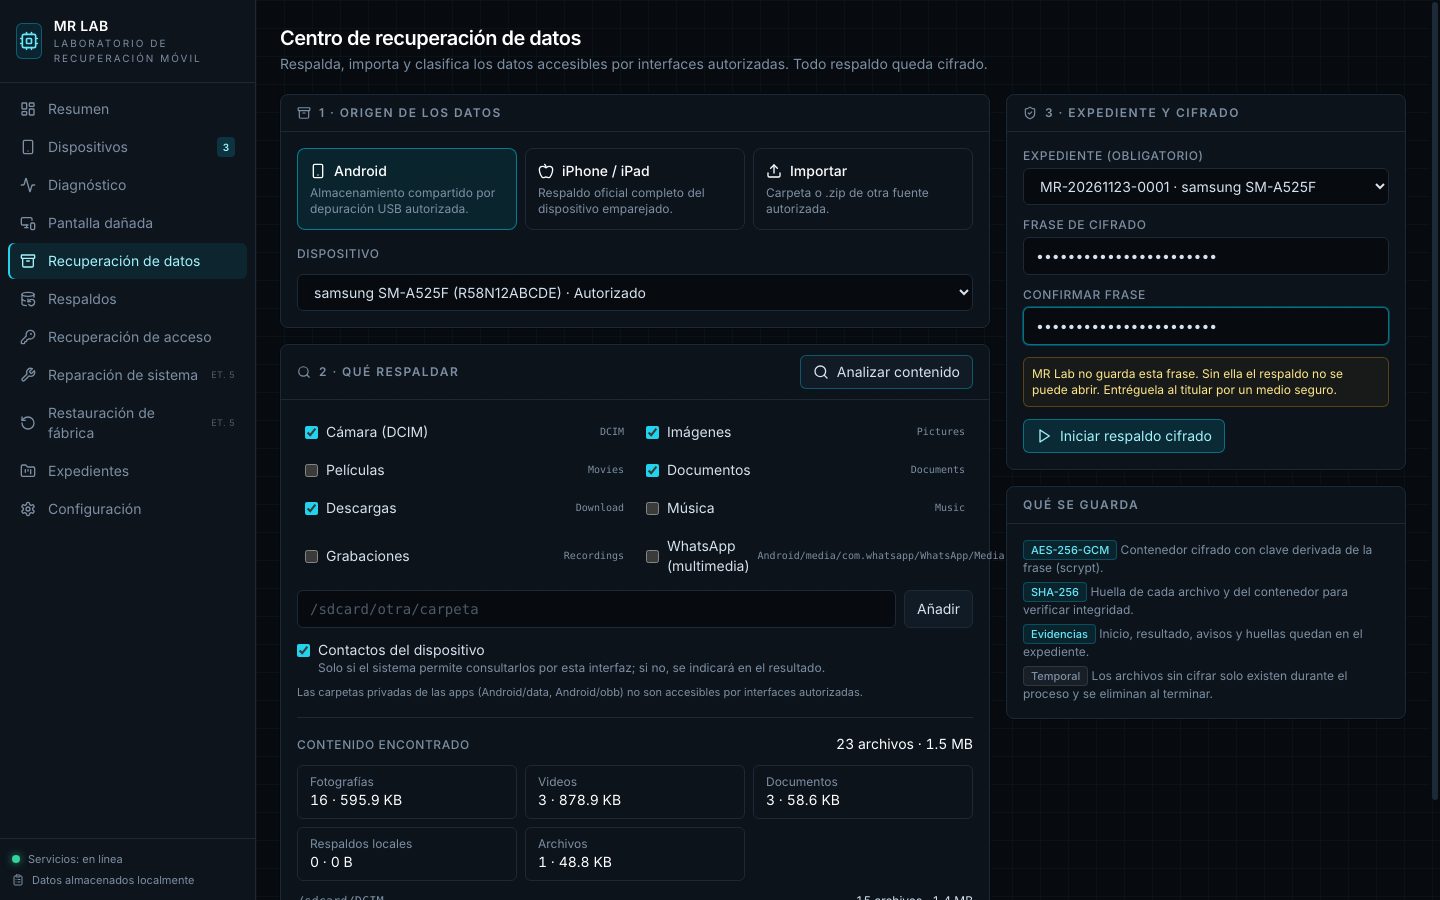 MR LAB
LABORATORIO DE
RECUPERACIÓN MÓVIL
Resumen
Dispositivos 3
Diagnóstico
Pantalla dañada
Recuperación de datos
Respaldos
Recuperación de acceso
Reparación de sistema ET. 5
Restauración de
fábrica ET. 5
Expedientes
Configuración
Servicios: en línea
Datos almacenados localmente
Centro de recuperación de datos
Respalda, importa y clasifica los datos accesibles por interfaces autorizadas. Todo respaldo queda cifrado.
1 · ORIGEN DE LOS DATOS
Android
Almacenamiento compartido por
depuración USB autorizada.
iPhone / iPad
Respaldo oficial completo del
dispositivo emparejado.
Importar
Carpeta o .zip de otra fuente
autorizada.
DISPOSITIVO
samsung SM-A525F (R58N12ABCDE) · Autorizado
2 · QUÉ RESPALDAR
Analizar contenido
Cámara (DCIM) DCIM
Imágenes Pictures
Películas Movies
Documentos Documents
Descargas Download
Música Music
Grabaciones Recordings
WhatsApp
(multimedia) Android/media/com.whatsapp/WhatsApp/Media
/sdcard/otra/carpeta
Añadir
Contactos del dispositivo
Solo si el sistema permite consultarlos por esta interfaz; si no, se indicará en el resultado.
Las carpetas privadas de las apps (Android/data, Android/obb) no son accesibles por interfaces autorizadas.
CONTENIDO ENCONTRADO 23 archivos · 1.5 MB
Fotografías
16 · 595.9 KB
Videos
3 · 878.9 KB
Documentos
3 · 58.6 KB
Respaldos locales
0 · 0 B
Archivos
1 · 48.8 KB
/sdcard/DCIM 15 archivos · 1.4 MB
3 · EXPEDIENTE Y CIFRADO
EXPEDIENTE (OBLIGATORIO)
MR-20261123-0001 · samsung SM-A525F
FRASE DE CIFRADO
•••••••••••••••••••••••
CONFIRMAR FRASE
•••••••••••••••••••••••
MR Lab no guarda esta frase. Sin ella el respaldo no se
puede abrir. Entréguela al titular por un medio seguro.
Iniciar respaldo cifrado
QUÉ SE GUARDA
AES-256-GCM Contenedor cifrado con clave derivada de la
frase (scrypt).
SHA-256 Huella de cada archivo y del contenedor para
verificar integridad.
Evidencias Inicio, resultado, avisos y huellas quedan en el
expediente.
Temporal Los archivos sin cifrar solo existen durante el
proceso y se eliminan al terminar.